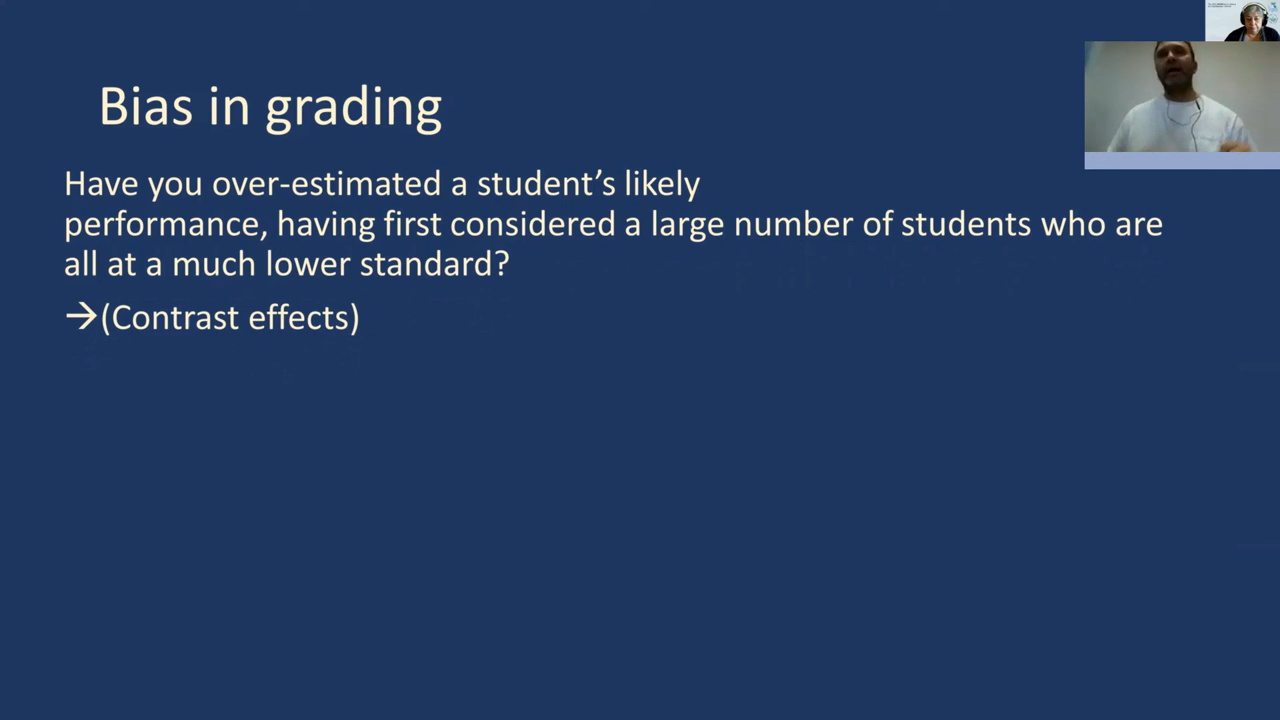 Bias in grading
Have you over-estimated a student’s likely
performance, having first considered a large number of students who are
all at a much lower standard?
→(Contrast effects)